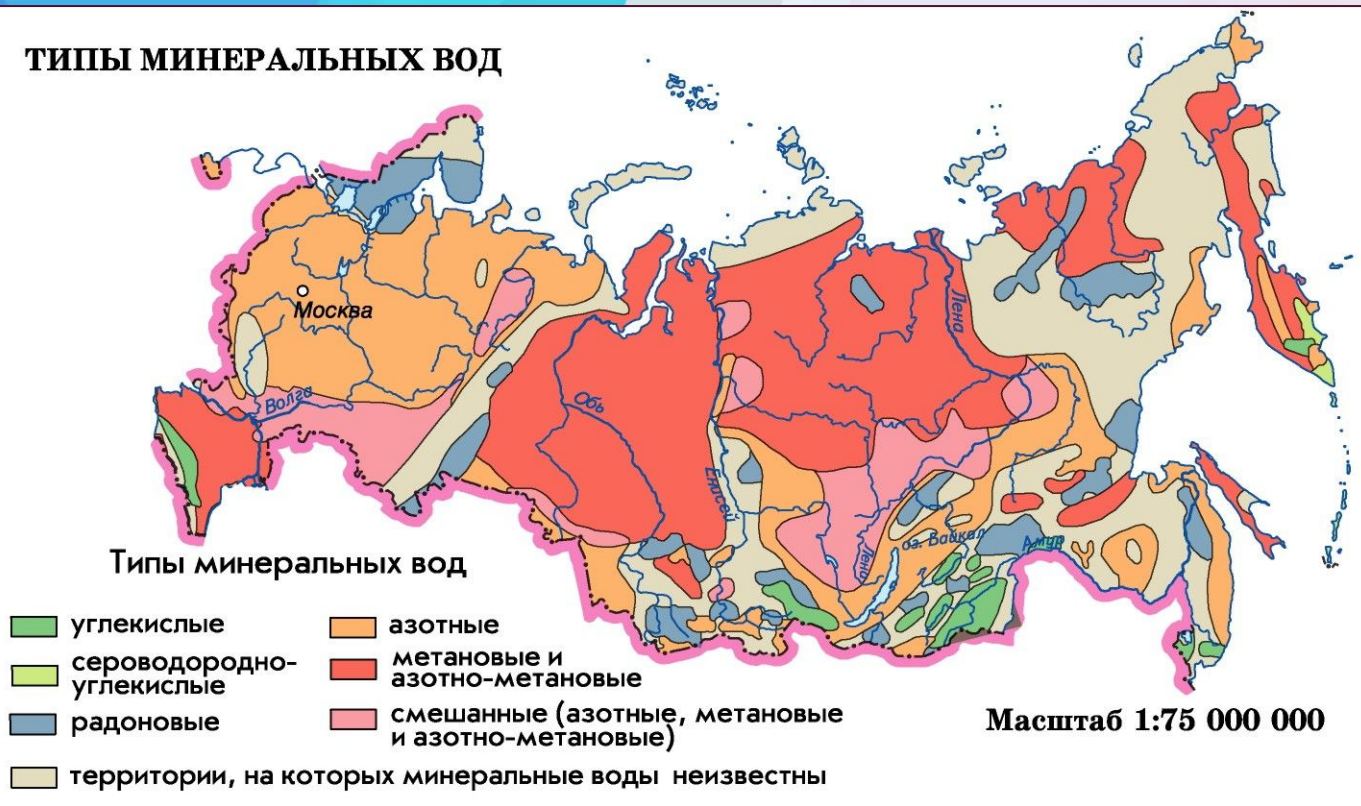 ТИПЫ МИНЕРАЛЬНЫХ ВОД
Москва
Волга
Обь
Енисей
Лена
Лена
оз. Байкал
Амур
Типы минеральных вод
углекислые
сероводородно-
углекислые
радоновые
азотные
метановые и
азотно-метановые
смешанные (азотные, метановые
и азотно-метановые)
территории, на которых минеральные воды неизвестны
Масштаб 1:75 000 000